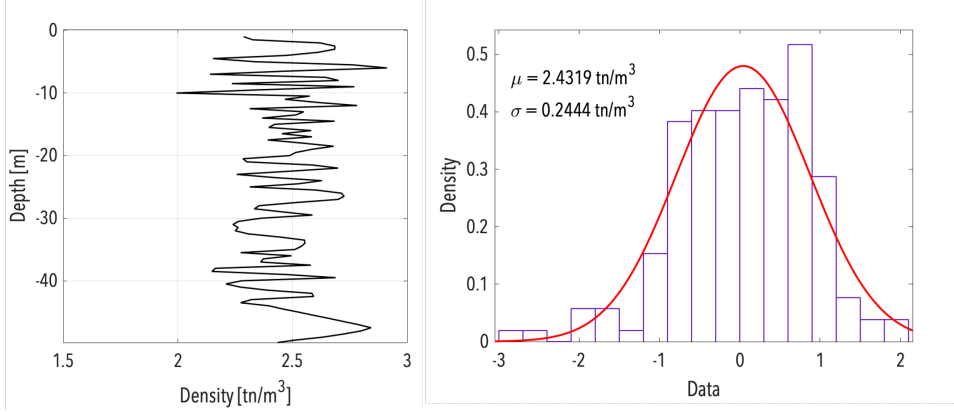 0
-10
-20
-30
-40
Depth [m]
1.5 2 2.5 3
Density [tn/m³]
0.5
0.4
0.3
0.2
0.1
0
Density
μ = 2.4319 tn/m³
σ = 0.2444 tn/m³
-3 -2 -1 0 1 2
Data